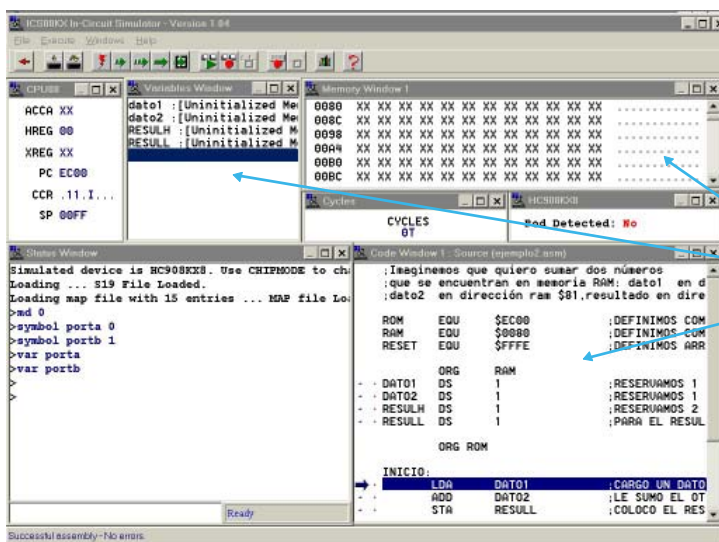 ICS08KX In-Circuit Simulator - Version 1.04
File Execute Windows Help
CPU08
ACCA XX
HREG 00
XREG XX
PC EC00
CCR .11.I...
SP 00FF
Variables Window
dato1 :[Uninitialized Me
dato2 :[Uninitialized Me
RESULH :[Uninitialized M
RESULL :[Uninitialized M
Memory Window 1
0080 XX XX XX XX XX XX XX XX XX XX XX XX ............
008C XX XX XX XX XX XX XX XX XX XX XX XX ............
0098 XX XX XX XX XX XX XX XX XX XX XX XX ............
00A4 XX XX XX XX XX XX XX XX XX XX XX XX ............
00B0 XX XX XX XX XX XX XX XX XX XX XX XX ............
00BC XX XX XX XX XX XX XX XX XX XX XX XX ............
Cycles
CYCLES
0T
HC908KX8
Pod Detected: No
Status Window
Simulated device is HC908KX8. Use CHIPMODE to cha
Loading ... S19 File Loaded.
Loading map file with 15 entries ... MAP file Loa
>md 0
>symbol porta 0
>symbol portb 1
>var porta
>var portb
>
>
Ready
Code Window 1 : Source (ejemplo2.asm)
;Imaginemos que quiero sumar dos números
;que se encuentran en memoria RAM: dato1 en d
;dato2 en dirección ram $81,resultado en dire
ROM EQU $EC00 ;DEFINIMOS COM
RAM EQU $0080 ;DEFINIMOS COM
RESET EQU $FFFE ;DEFINIMOS ARR
ORG RAM
DATO1 DS 1 ;RESERVAMOS 1
DATO2 DS 1 ;RESERVAMOS 1
RESULH DS 1 ;RESERVAMOS 2
RESULL DS 1 ;PARA EL RESUL
ORG ROM
INICIO:
LDA DATO1 ;CARGO UN DATO
ADD DATO2 ;LE SUMO EL OT
STA RESULL ;COLOCO EL RES
Successful assembly - No errors.